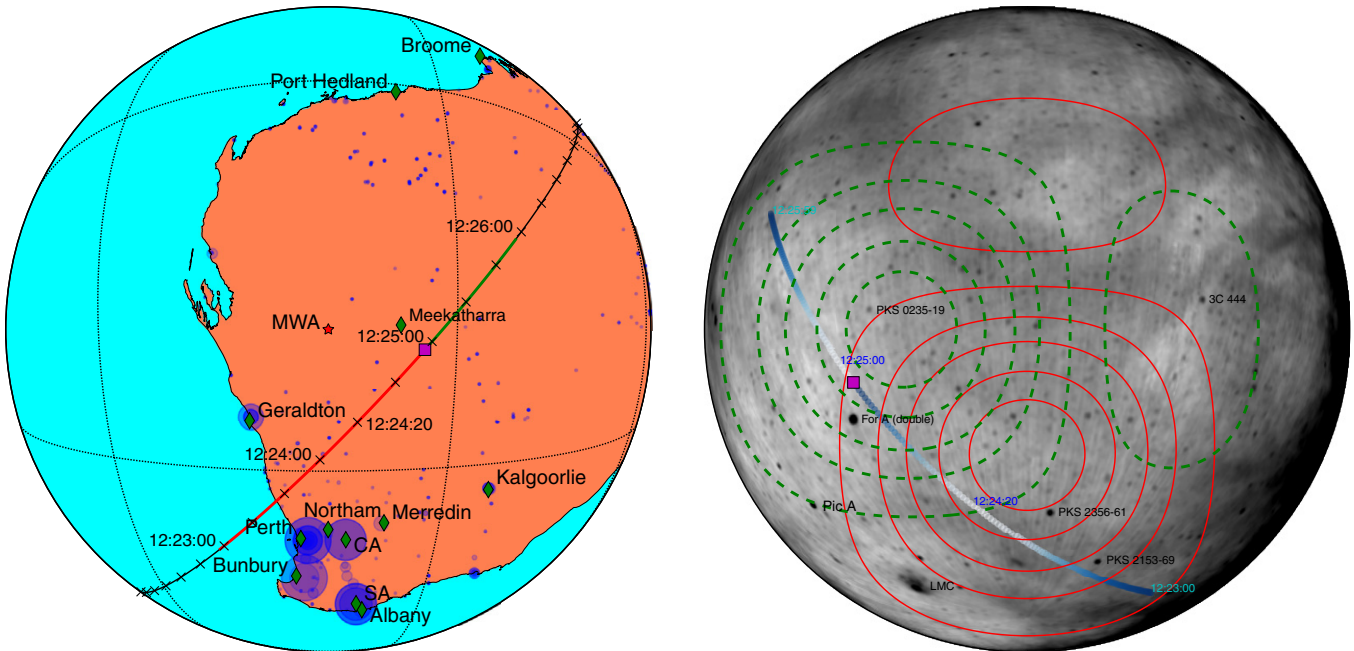 Broome
Port Hedland
12:26:00
MWA
Meekatharra
12:25:00
Geraldton
12:24:20
12:24:00
Kalgoorlie
Northam
Merredin
Perth
12:23:00
CA
Bunbury
SA
Albany
3C 444
PKS 0235-19
12:25:00
For A (double)
12:24:20
Pic A
PKS 2356-61
PKS 2153-69
LMC
12:23:00